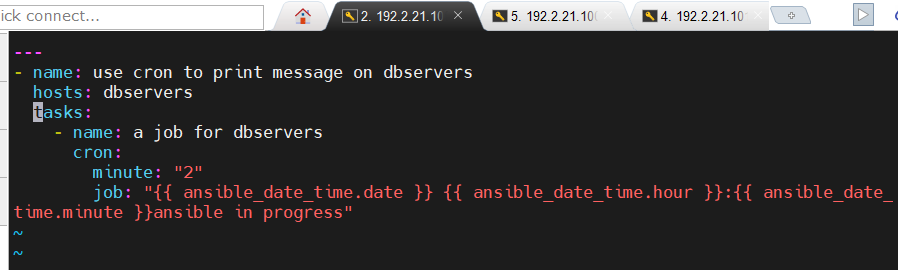 ick connect...
2. 192.2.21.10
5. 192.2.21.10
4. 192.2.21.10
---
- name: use cron to print message on dbservers
  hosts: dbservers
  tasks:
    - name: a job for dbservers
      cron:
        minute: "2"
        job: "{{ ansible_date_time.date }} {{ ansible_date_time.hour }}:{{ ansible_date_
time.minute }}ansible in progress"
~
~